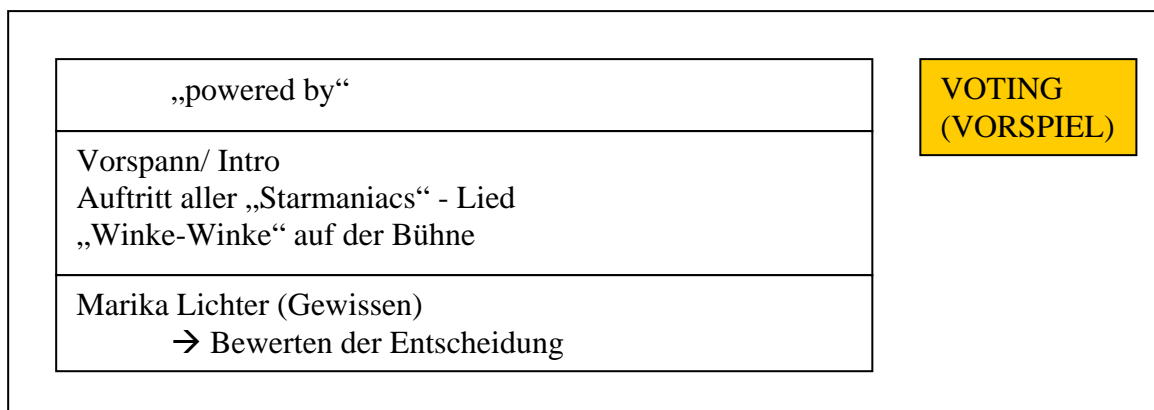 „powered by“
Vorspann/ Intro
Auftritt aller „Starmaniacs“ - Lied
„Winke-Winke“ auf der Bühne
Marika Lichter (Gewissen)
→ Bewerten der Entscheidung
VOTING
(VORSPIEL)